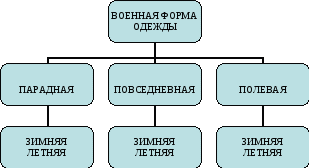 ВОЕННАЯ ФОРМА
ОДЕЖДЫ
ПАРАДНАЯ
ПОВСЕДНЕВНАЯ
ПОЛЕВАЯ
ЗИМНЯЯ
ЛЕТНЯЯ
ЗИМНЯЯ
ЛЕТНЯЯ
ЗИМНЯЯ
ЛЕТНЯЯ